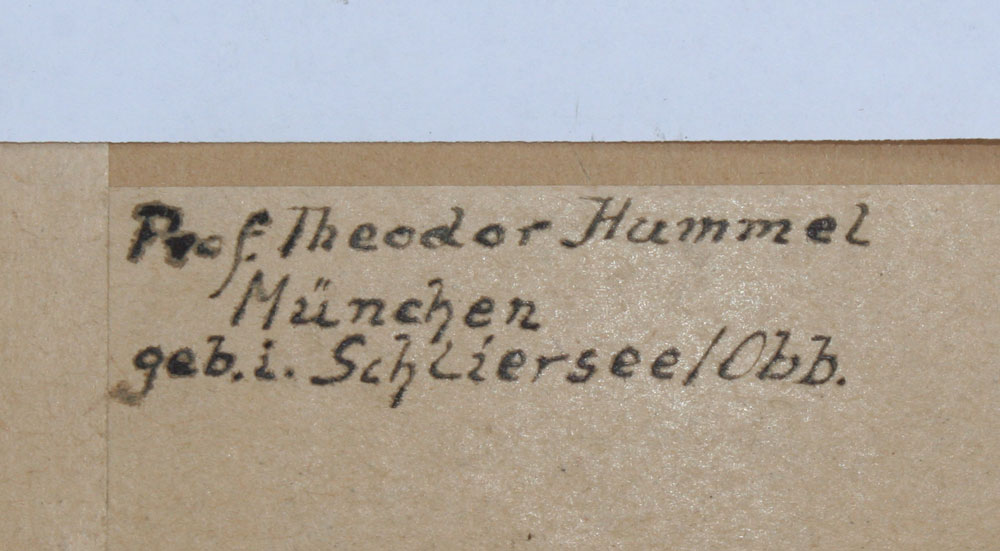 Prof. Theodor Hummel
München
geb. i. Schliersee/Obb.